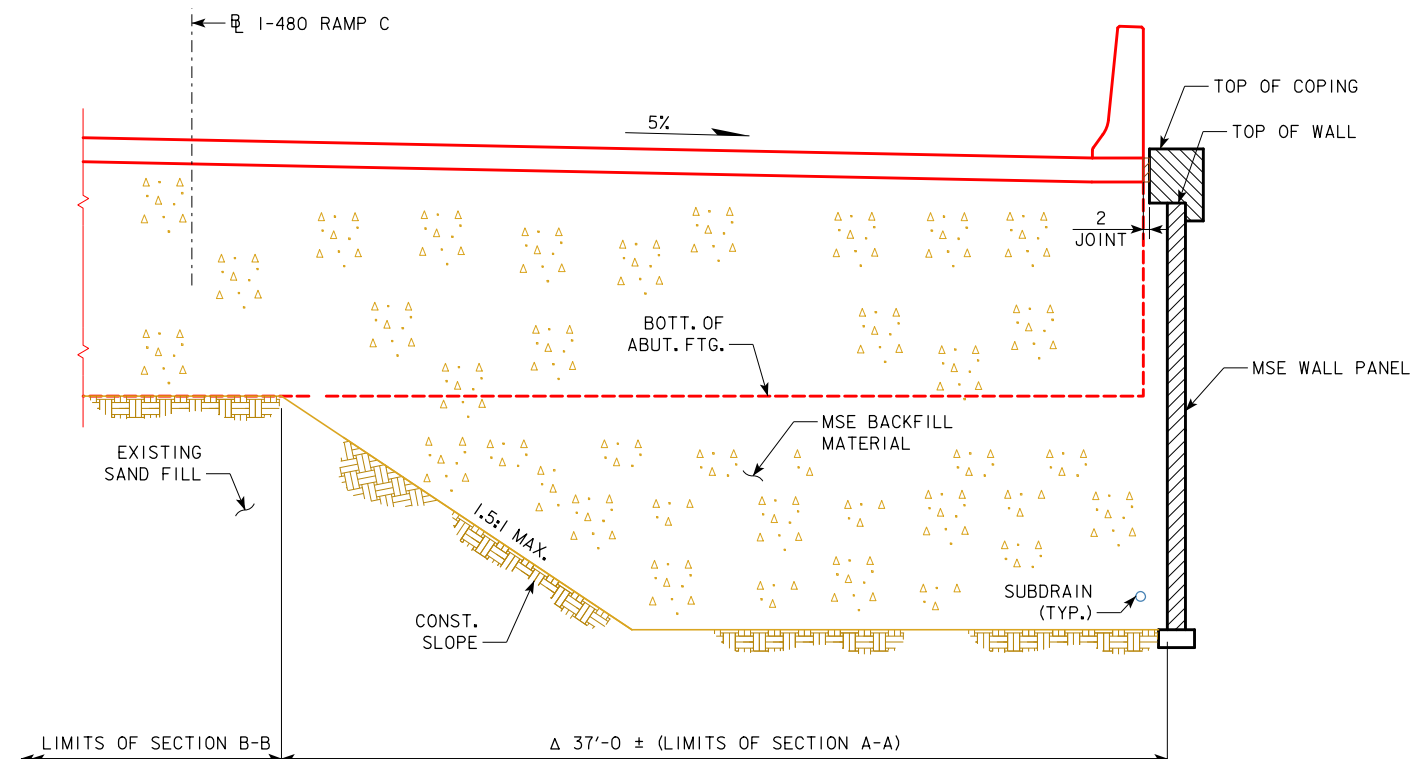 ℄ I-480 RAMP C
TOP OF COPING
5%
TOP OF WALL
2
JOINT
BOTT. OF
ABUT. FTG.
MSE WALL PANEL
MSE BACKFILL
MATERIAL
EXISTING
SAND FILL
1.5:1 MAX.
SUBDRAIN
(TYP.)
CONST.
SLOPE
LIMITS OF SECTION B-B
Δ 37'-0 ± (LIMITS OF SECTION A-A)